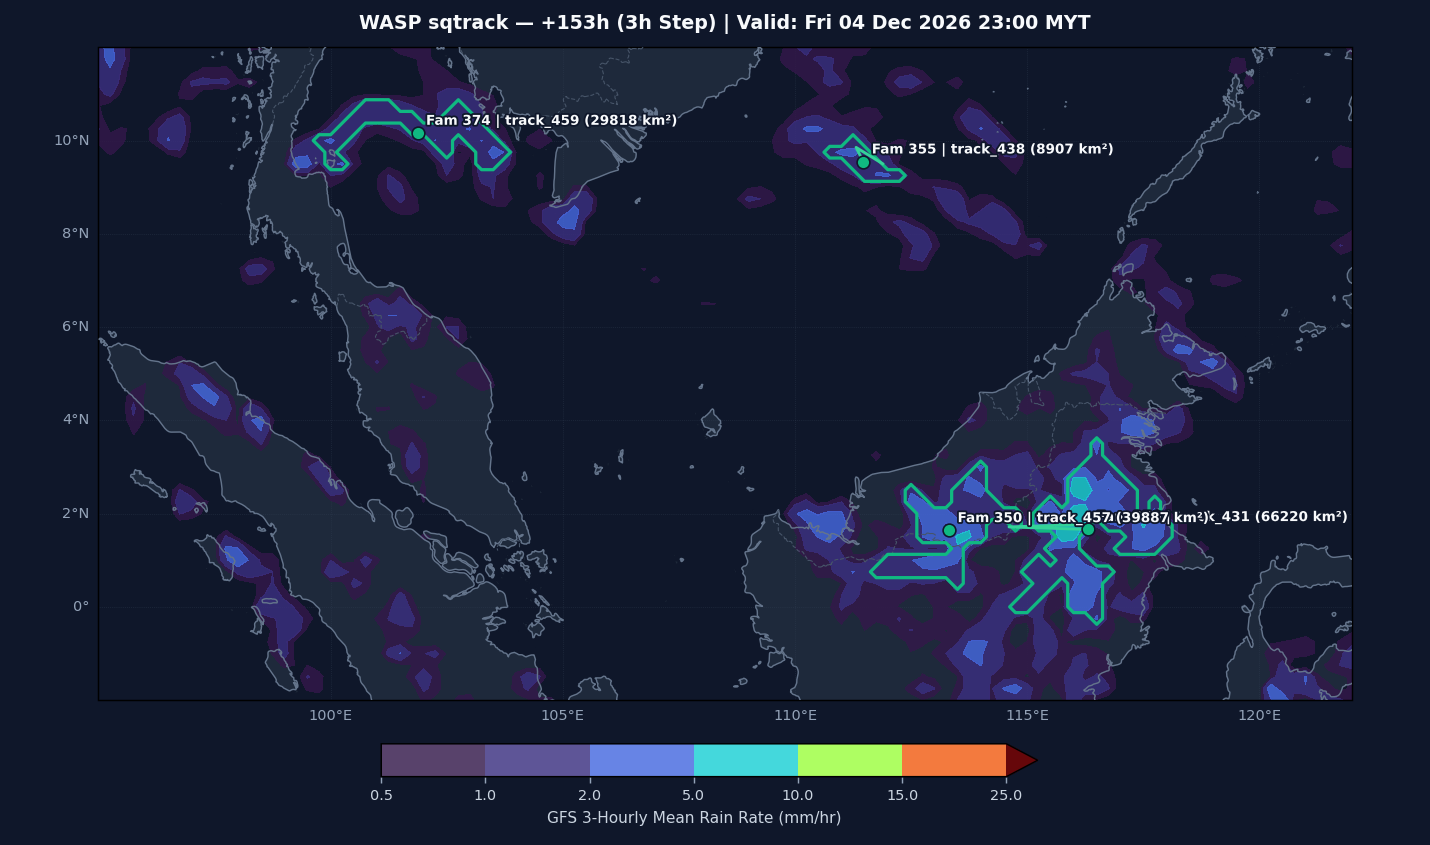 WASP sqtrack — +153h (3h Step) | Valid: Fri 04 Dec 2026 23:00 MYT
Fam 374 | track_459 (29818 km²)
10°N
Fam 355 | track_438 (8907 km²)
8°N
6°N
4°N
2°N
Fam 350 | track_457 (39887 km²)
k_431 (66220 km²)
0°
100°E 105°E 110°E 115°E 120°E
0.5 1.0 2.0 5.0 10.0 15.0 25.0
GFS 3-Hourly Mean Rain Rate (mm/hr)